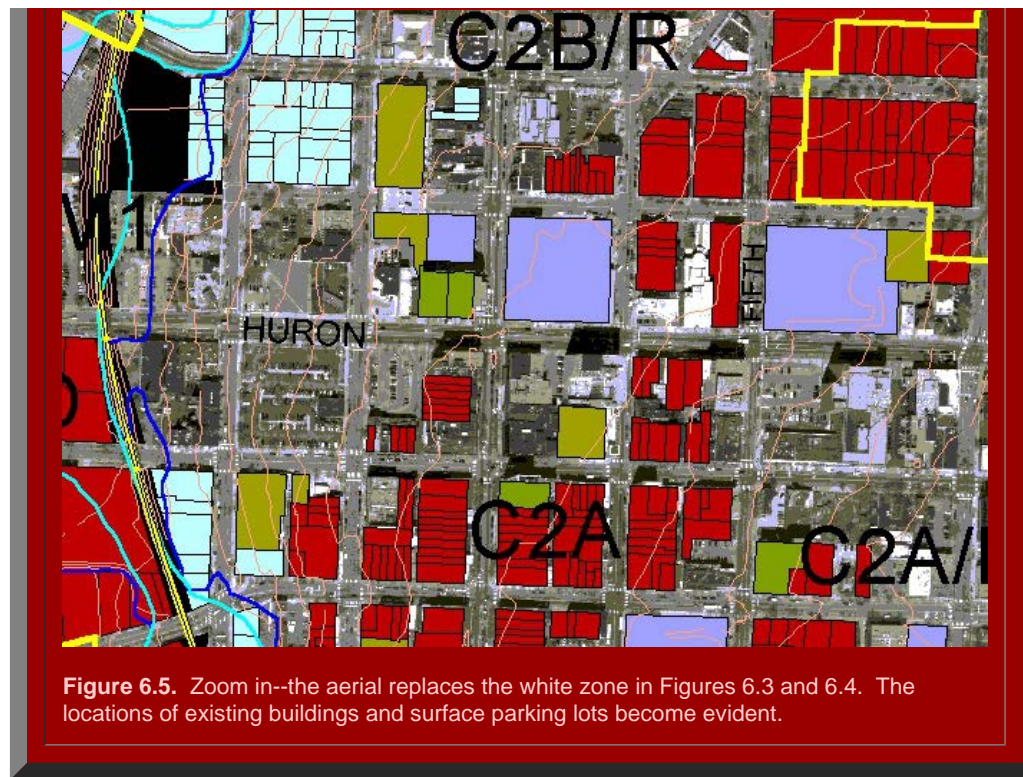 C2B/R
HURON
FIFTH
C2A
C2A/
Figure 6.5. Zoom in--the aerial replaces the white zone in Figures 6.3 and 6.4. The
locations of existing buildings and surface parking lots become evident.